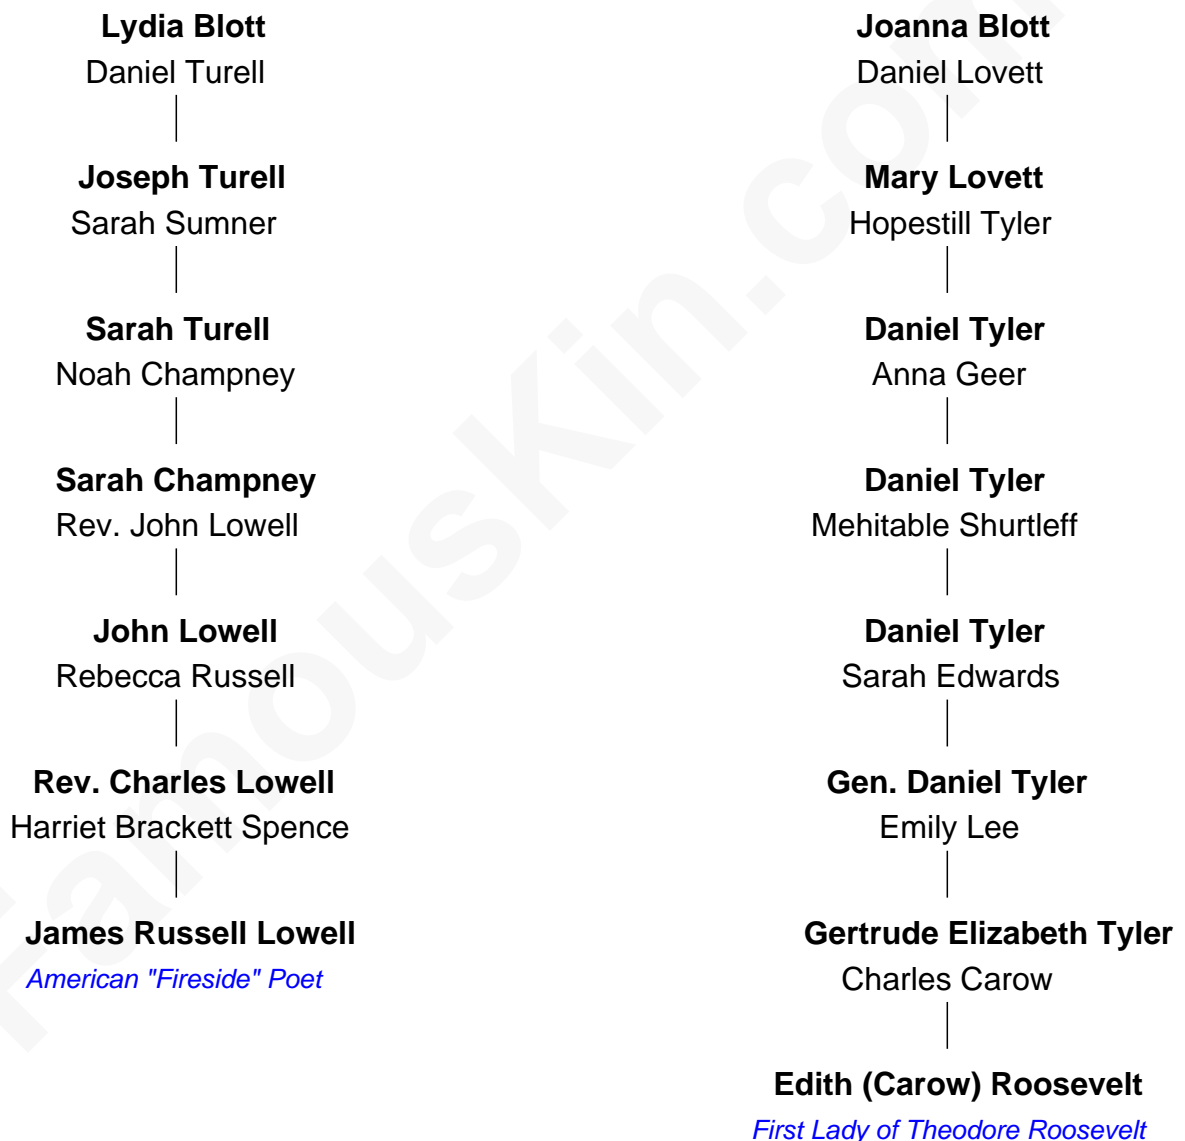 Lydia Blott
Daniel Turell
Joseph Turell
Sarah Sumner
Sarah Turell
Noah Champney
Sarah Champney
Rev. John Lowell
John Lowell
Rebecca Russell
Rev. Charles Lowell
Harriet Brackett Spence
James Russell Lowell
American "Fireside" Poet
Joanna Blott
Daniel Lovett
Mary Lovett
Hopestill Tyler
Daniel Tyler
Anna Geer
Daniel Tyler
Mehitable Shurtleff
Daniel Tyler
Sarah Edwards
Gen. Daniel Tyler
Emily Lee
Gertrude Elizabeth Tyler
Charles Carow
Edith (Carow) Roosevelt
First Lady of Theodore Roosevelt
FamousKin.com